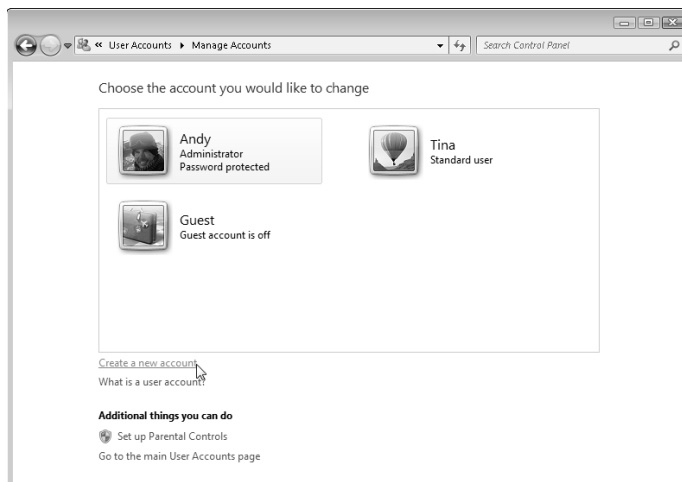 « User Accounts ▸ Manage Accounts
Search Control Panel
Choose the account you would like to change
Andy
Administrator
Password protected
Tina
Standard user
Guest
Guest account is off
Create a new account
What is a user account?
Additional things you can do
Set up Parental Controls
Go to the main User Accounts page